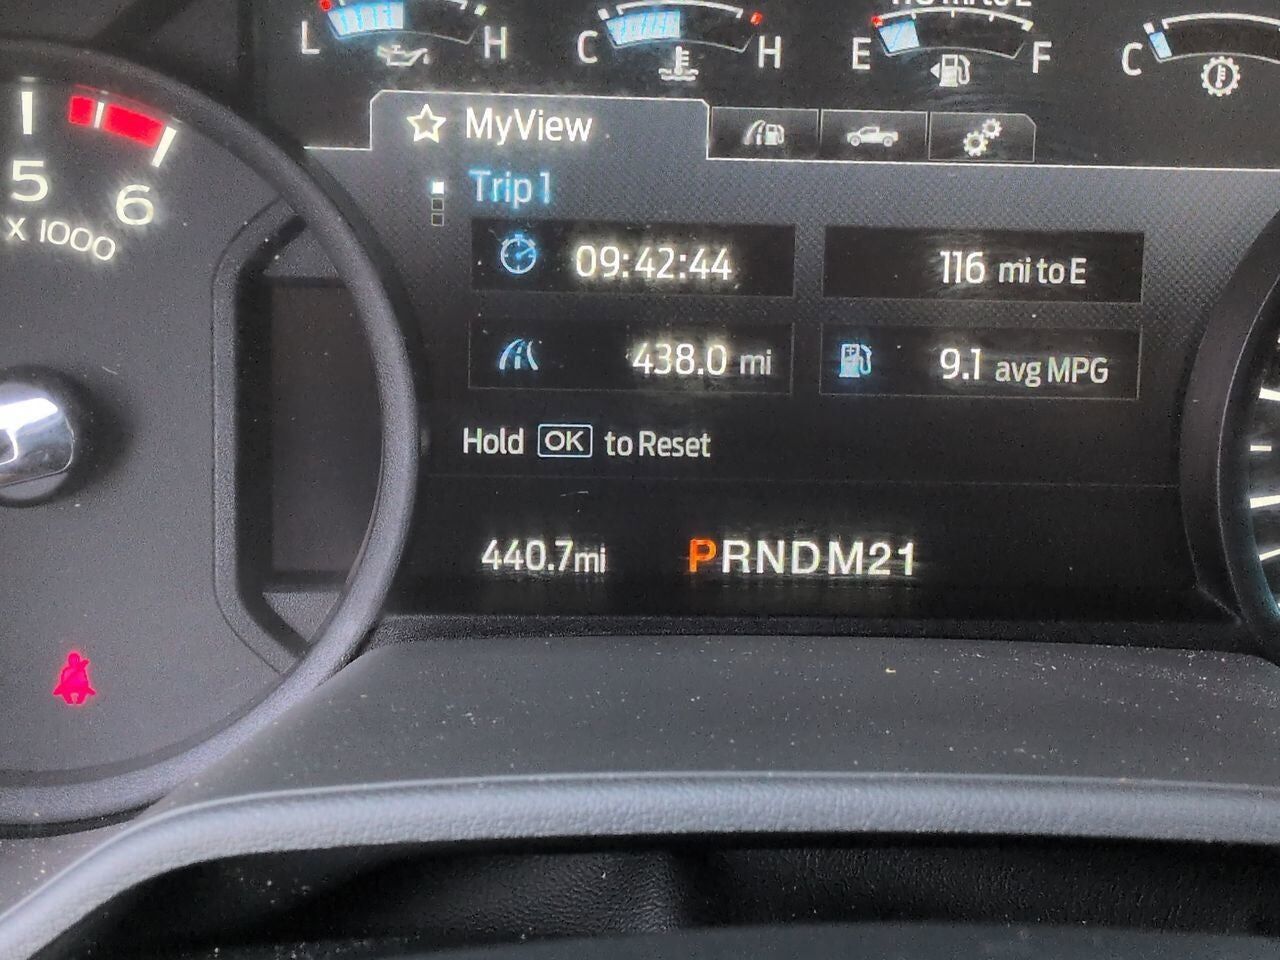 L H C H E F C
MyView
5 6
X 1000
Trip 1
09:42:44
116 mi to E
438.0 mi
9.1 avg MPG
Hold OK to Reset
440.7mi
PRNDM21